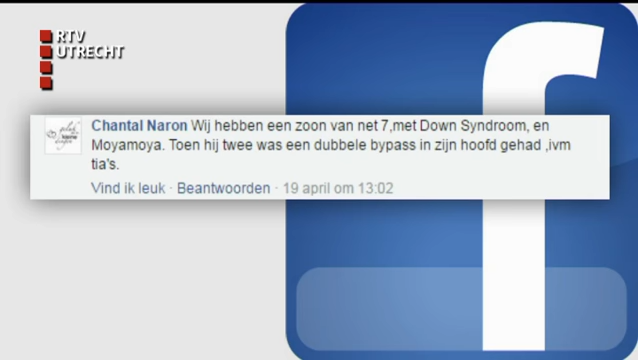 RTV
UTRECHT
Chantal Naron Wij hebben een zoon van net 7,met Down Syndroom, en
Moyamoya. Toen hij twee was een dubbele bypass in zijn hoofd gehad ,ivm
tia's.
Vind ik leuk · Beantwoorden · 19 april om 13:02